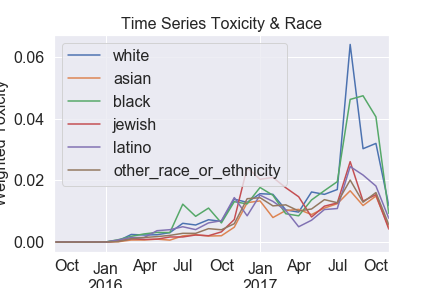 Time Series Toxicity & Race
Weighted Toxicity
0.06
0.04
0.02
0.00
white
asian
black
jewish
latino
other_race_or_ethnicity
Oct Jan Apr Jul Oct Jan Apr Jul Oct
2016 2017